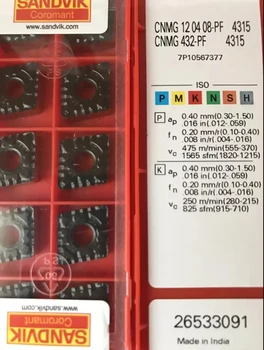 SANDVIK
Coromant
www.sandvik.com
CNMG 12 04 08-PF 4315
CNMG 432-PF 4315
7P10567377
ISO
P M K N S H
P ap 0.40 mm(0.30-1.50)
.016 in(.012-.059)
fn 0.20 mm/r(0.10-0.40)
.008 in/r(.004-.016)
vc 475 m/min(555-370)
1565 sfm(1820-1215)
K ap 0.40 mm(0.30-1.50)
.016 in(.012-.059)
fn 0.20 mm/r(0.10-0.40)
.008 in/r(.004-.016)
vc 250 m/min(280-215)
825 sfm(915-710)
26533091
Made in India
SANDVIK
Coromant